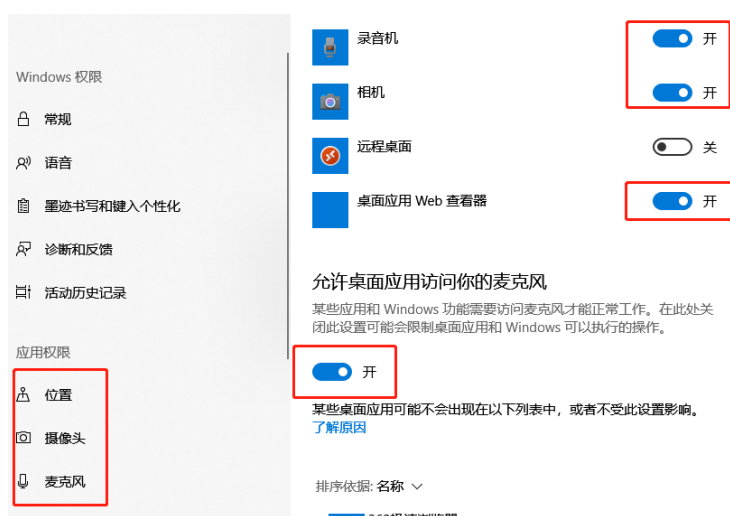 Windows 权限
常规
语音
墨迹书写和键入个性化
诊断和反馈
活动历史记录
应用权限
位置
摄像头
麦克风
录音机
开
相机
开
远程桌面
关
桌面应用 Web 查看器
开
允许桌面应用访问你的麦克风
某些应用和 Windows 功能需要访问麦克风才能正常工作。在此处关
闭此设置可能会限制桌面应用和 Windows 可以执行的操作。
开
某些桌面应用可能不会出现在以下列表中，或者不受此设置影响。
了解原因
排序依据: 名称